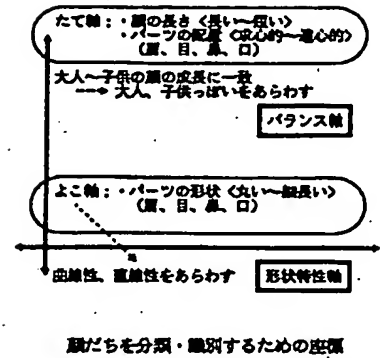 たて軸；・顔の長さ〈長い～短い〉
・パーツの配置〈求心的～遠心的〉
（眉、目、鼻、口）
大人～子供の顔の成長に一致
---→ 大人、子供っぽいをあらわす
バランス軸
よこ軸；・パーツの形状〈丸い～細長い〉
（眉、目、鼻、口）
曲線性、直線性をあらわす
形状特性軸
顔だちを分類・識別するための座標